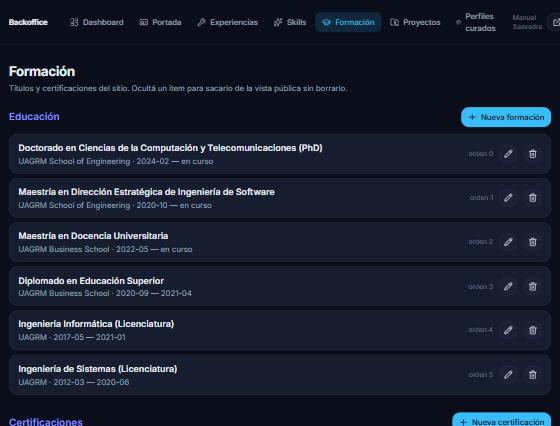 Backoffice Dashboard Portada Experiencias Skills Formación Proyectos Perfiles curados Manuel Saavedra
Formación
Títulos y certificaciones del sitio. Ocultá un item para sacarlo de la vista pública sin borrarlo.
Educación + Nueva formación
Doctorado en Ciencias de la Computación y Telecomunicaciones (PhD) orden 0
UAGRM School of Engineering · 2024-02 — en curso
Maestría en Dirección Estratégica de Ingeniería de Software orden 1
UAGRM School of Engineering · 2020-10 — en curso
Maestría en Docencia Universitaria orden 2
UAGRM Business School · 2022-05 — en curso
Diplomado en Educación Superior orden 3
UAGRM Business School · 2020-09 — 2021-04
Ingeniería Informática (Licenciatura) orden 4
UAGRM · 2017-05 — 2021-01
Ingeniería de Sistemas (Licenciatura) orden 5
UAGRM · 2012-03 — 2020-06
Certificaciones + Nueva certificación